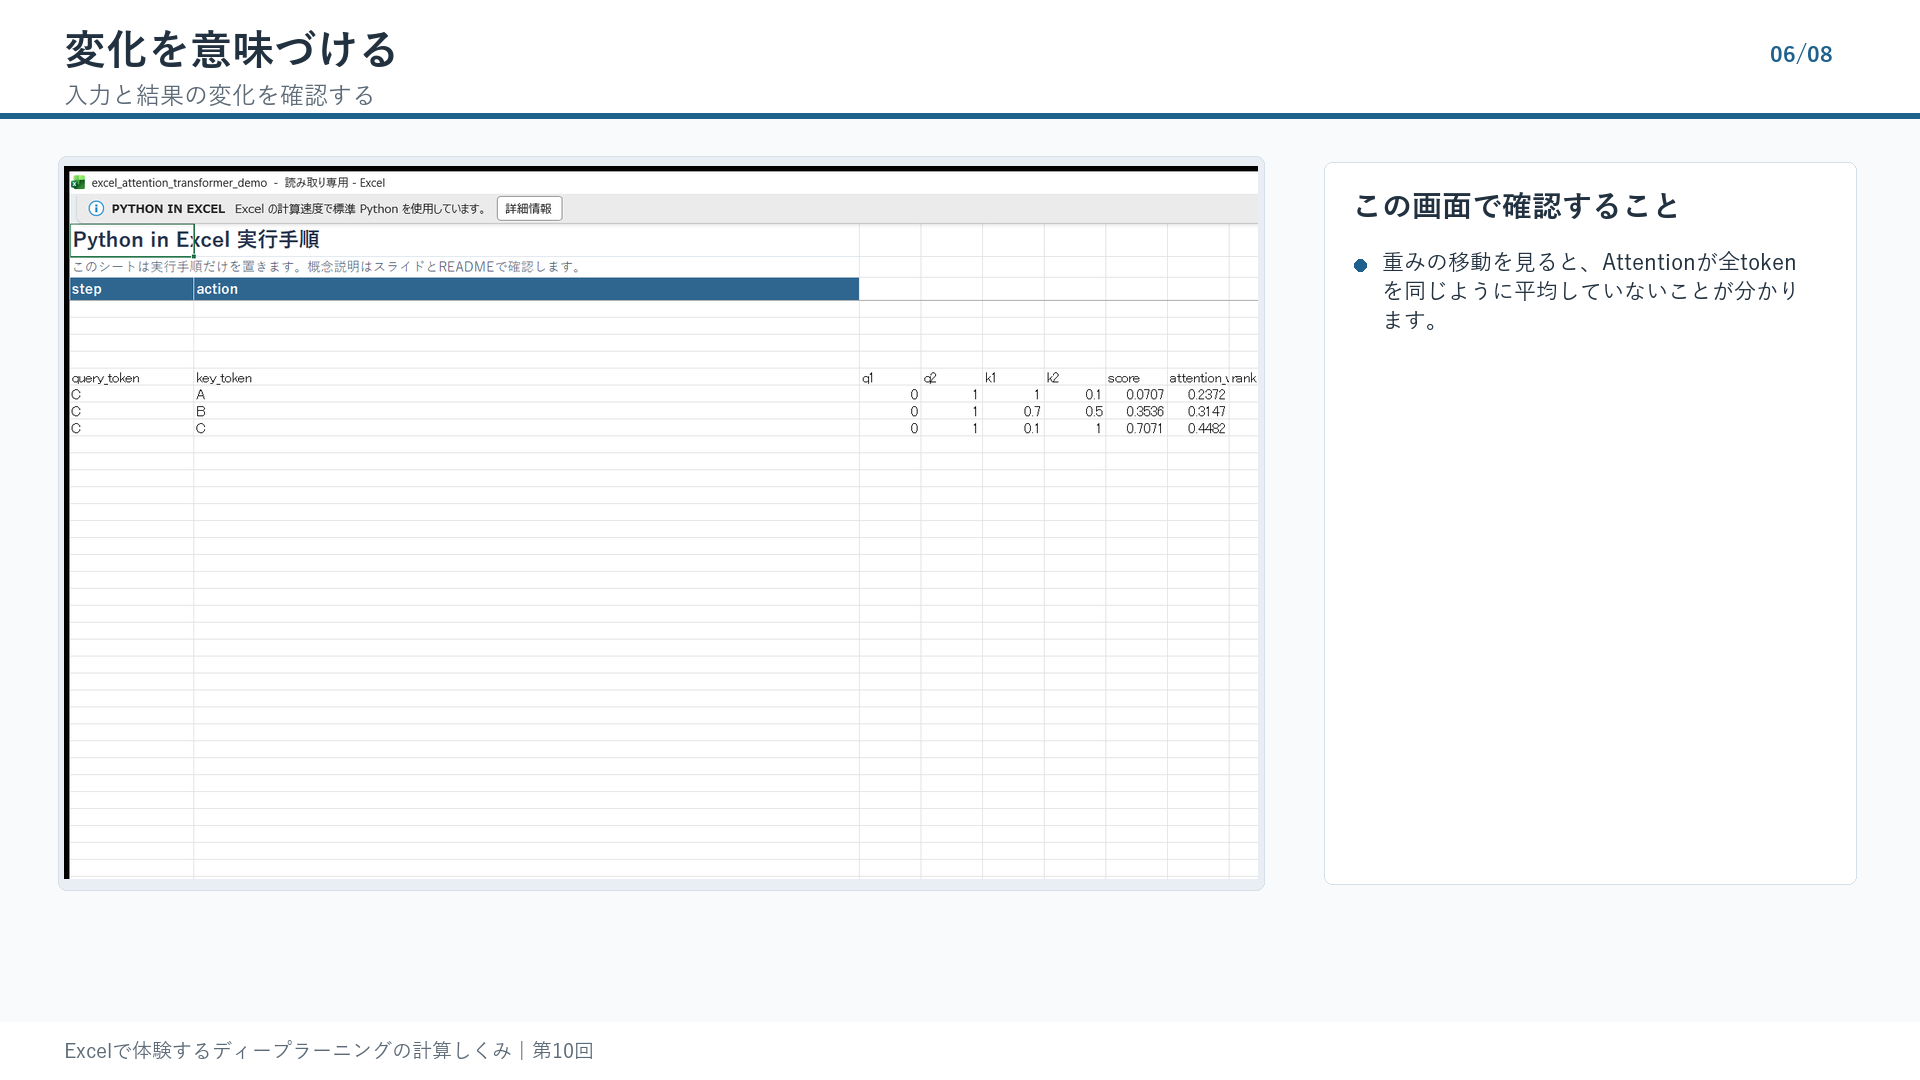 変化を意味づける
06/08
入力と結果の変化を確認する
excel_attention_transformer_demo - 読み取り専用 - Excel
PYTHON IN EXCEL Excel の計算速度で標準 Python を使用しています。 詳細情報
Python in Excel 実行手順
このシートは実行手順だけを置きます。概念説明はスライドとREADMEで確認します。
step action
query_token key_token q1 q2 k1 k2 score attention_v rank
C A 0 1 1 0.1 0.0707 0.2372
C B 0 1 0.7 0.5 0.3536 0.3147
C C 0 1 0.1 1 0.7071 0.4482
この画面で確認すること
重みの移動を見ると、Attentionが全token
を同じように平均していないことが分かり
ます。
Excelで体験するディープラーニングの計算しくみ｜第10回